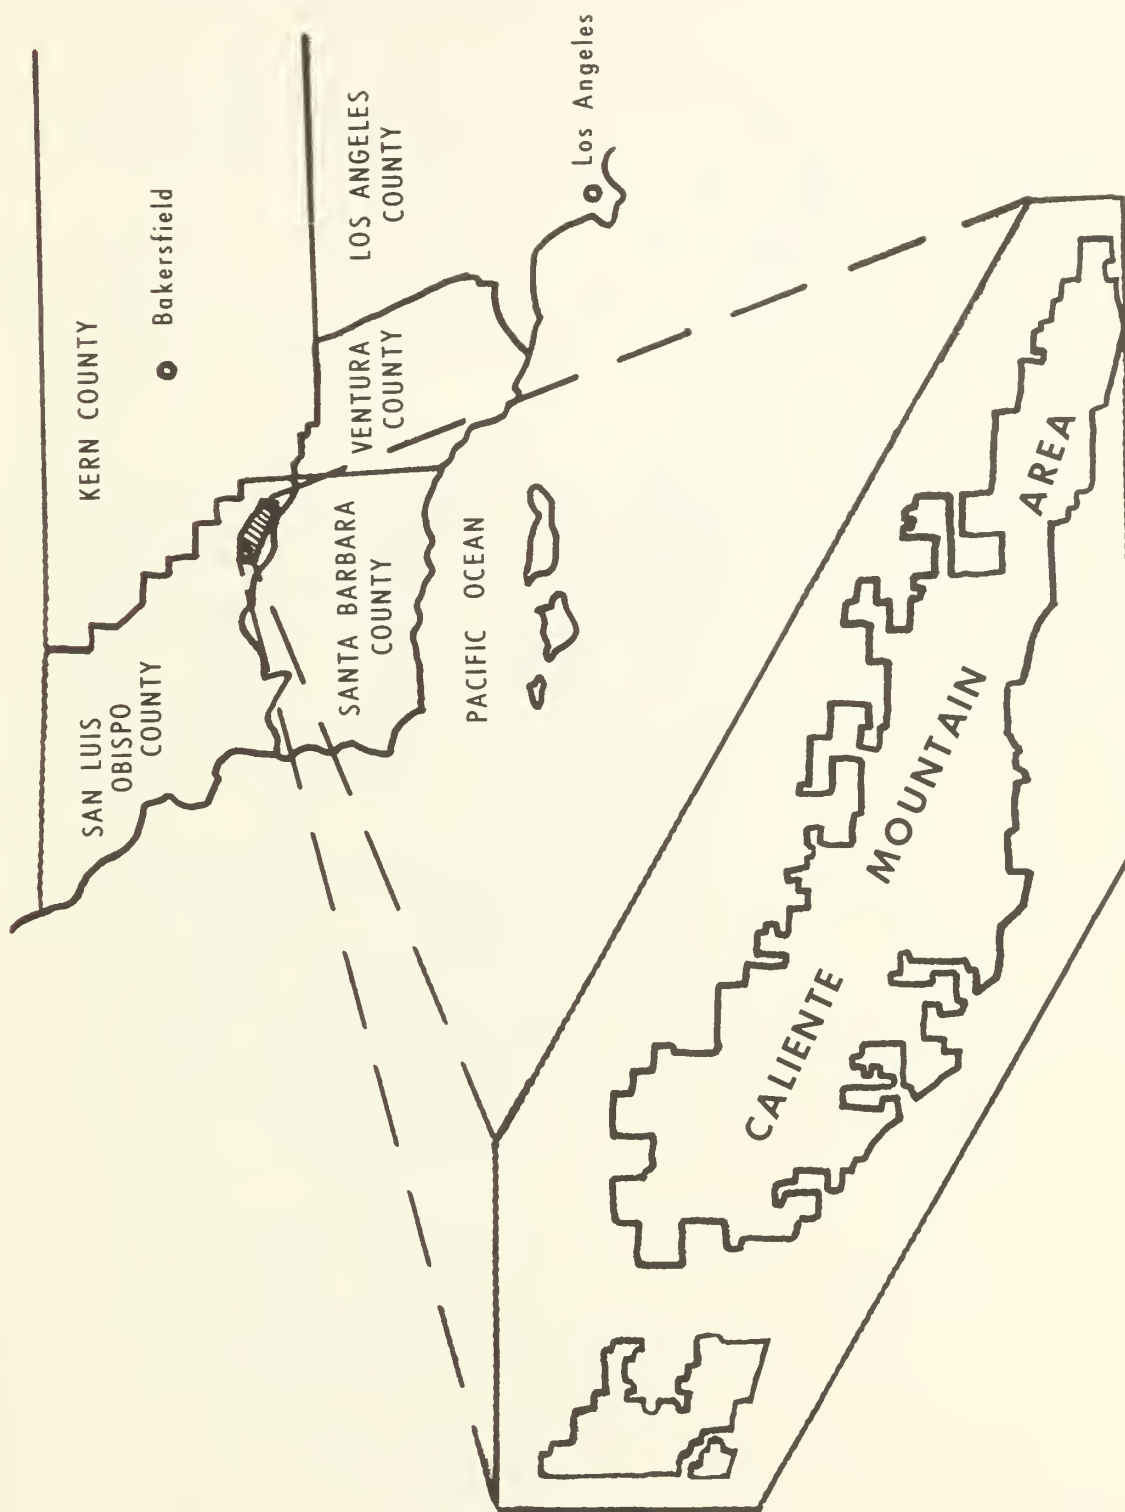 KERN COUNTY
Bakersfield
SAN LUIS
OBISPO
COUNTY
LOS ANGELES
COUNTY
VENTURA
COUNTY
SANTA BARBARA
COUNTY
PACIFIC OCEAN
Los Angeles
CALIENTE
MOUNTAIN
AREA